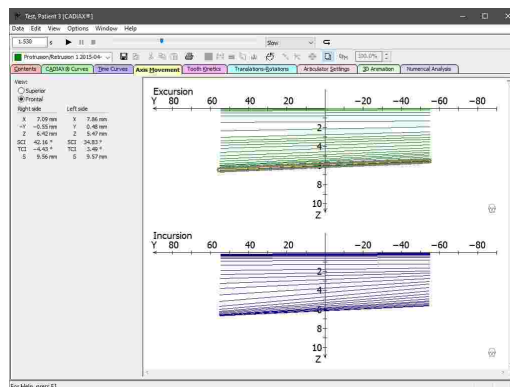 Test, Patient 3 [CADIAX®]
Data Edit View Options Window Help
1.530 s Slow
Protrusion/Retrusion 1 2015-04- 100.0%
Contents CADIAX® Curves Time Curves Axis Movement Tooth Kinetics Translations-Rotations Articulator Settings 3D Animation Numerical Analysis
View:
Superior
Frontal
Right side Left side
X 7.09 mm X 7.86 mm
-Y -0.55 mm Y 0.48 mm
Z 6.42 mm Z 5.47 mm
SCI 42.16 ° SCI 34.83 °
TCI -4.43 ° TCI 3.49 °
S 9.56 mm S 9.57 mm
Excursion
Y 80 60 40 20 -20 -40 -60 -80
2
4
6
8
10
Z
Incursion
Y 80 60 40 20 -20 -40 -60 -80
2
4
6
8
10
Z
For Help, press F1